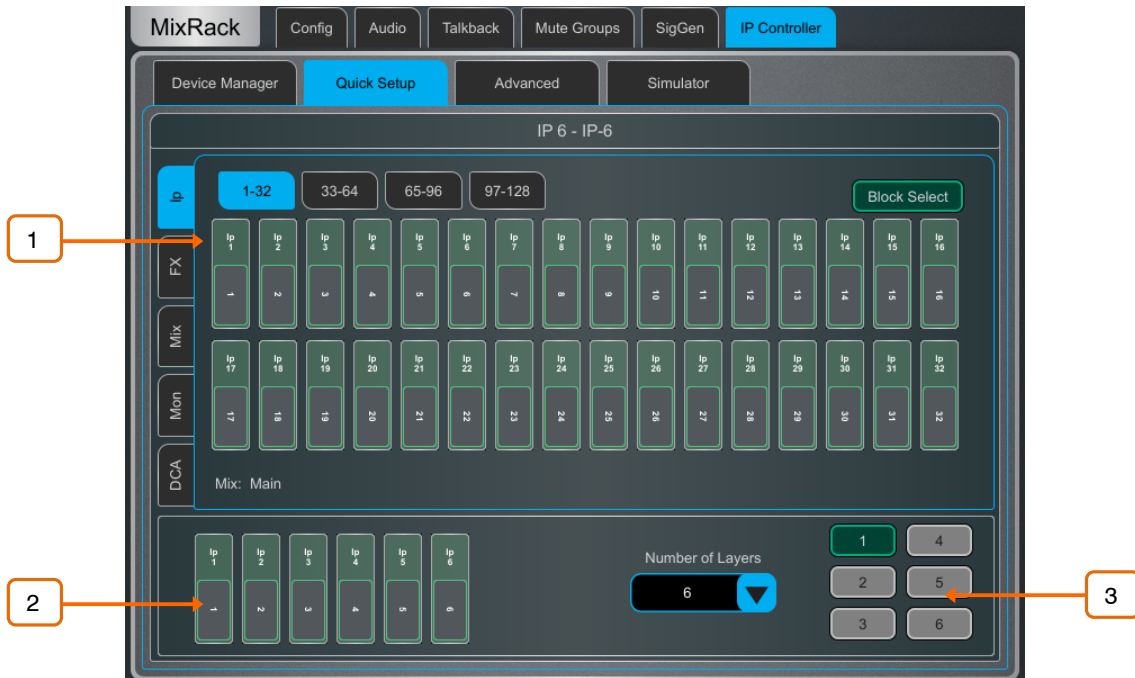 MixRack Config Audio Talkback Mute Groups SigGen IP Controller
Device Manager Quick Setup Advanced Simulator
IP 6 - IP-6
Ip
FX
Mix
Mon
DCA
1-32 33-64 65-96 97-128 Block Select
1
Ip 1 Ip 2 Ip 3 Ip 4 Ip 5 Ip 6 Ip 7 Ip 8 Ip 9 Ip 10 Ip 11 Ip 12 Ip 13 Ip 14 Ip 15 Ip 16
1 2 3 4 5 6 7 8 9 10 11 12 13 14 15 16
Ip 17 Ip 18 Ip 19 Ip 20 Ip 21 Ip 22 Ip 23 Ip 24 Ip 25 Ip 26 Ip 27 Ip 28 Ip 29 Ip 30 Ip 31 Ip 32
17 18 19 20 21 22 23 24 25 26 27 28 29 30 31 32
Mix: Main
Ip 1 Ip 2 Ip 3 Ip 4 Ip 5 Ip 6
2
1 2 3 4 5 6
Number of Layers
6
1 4
2 5
3 6
3